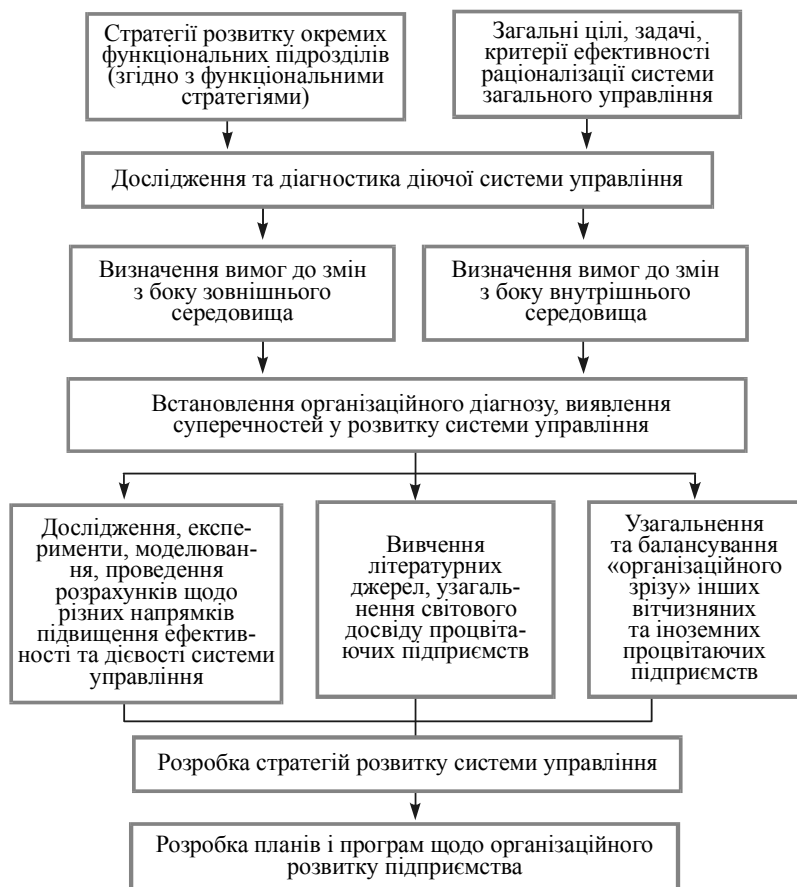 Стратегії розвитку окремих
функціональних підрозділів
(згідно з функціональними
стратегіями)
Загальні цілі, задачі,
критерії ефективності
раціоналізації системи
загального управління
Дослідження та діагностика діючої системи управління
Визначення вимог до змін
з боку зовнішнього
середовища
Визначення вимог до змін
з боку внутрішнього
середовища
Встановлення організаційного діагнозу, виявлення
суперечностей у розвитку системи управління
Дослідження, експе-
рименти, моделюван-
ня, проведення
розрахунків щодо
різних напрямків
підвищення ефектив-
ності та дієвості системи
управління
Вивчення
літературних
джерел, узагаль-
нення світового
досвіду процвіта-
ючих підприємств
Узагальнення
та балансування
«організаційного
зрізу» інших
вітчизняних
та іноземних
процвітаючих
підприємств
Розробка стратегій розвитку системи управління
Розробка планів і програм щодо організаційного
розвитку підприємства